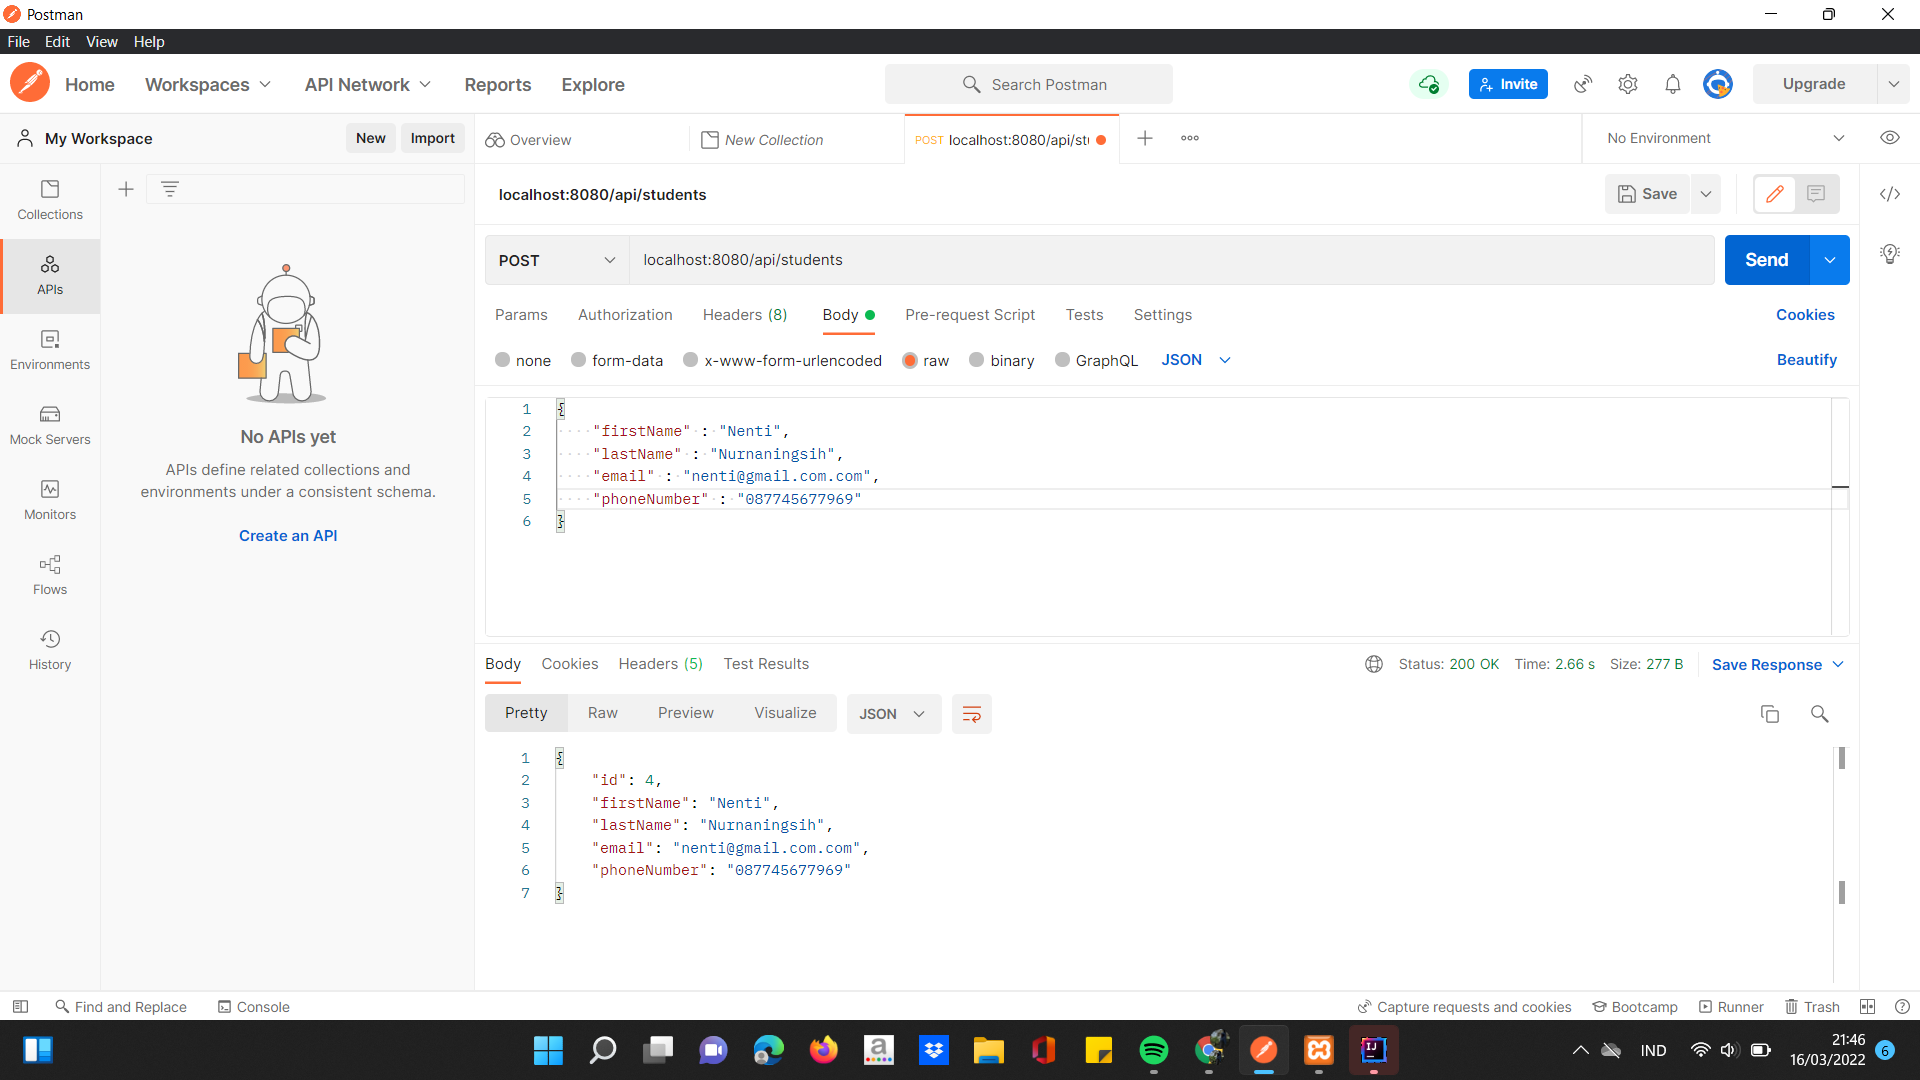 Postman
File Edit View Help
Home Workspaces API Network Reports Explore Search Postman Invite Upgrade
My Workspace New Import Overview New Collection POST localhost:8080/api/st No Environment
localhost:8080/api/students Save
Collections
APIs
Environments
Mock Servers
Monitors
Flows
History
No APIs yet
APIs define related collections and
environments under a consistent schema.
Create an API
POST localhost:8080/api/students Send
Params Authorization Headers (8) Body Pre-request Script Tests Settings Cookies
none form-data x-www-form-urlencoded raw binary GraphQL JSON Beautify
1 {
2 "firstName" : "Nenti",
3 "lastName" : "Nurnaningsih",
4 "email" : "nenti@gmail.com.com",
5 "phoneNumber" : "087745677969"
6 }
Body Cookies Headers (5) Test Results Status: 200 OK Time: 2.66 s Size: 277 B Save Response
Pretty Raw Preview Visualize JSON
1 {
2 "id": 4,
3 "firstName": "Nenti",
4 "lastName": "Nurnaningsih",
5 "email": "nenti@gmail.com.com",
6 "phoneNumber": "087745677969"
7 }
Find and Replace Console Capture requests and cookies Bootcamp Runner Trash
a IJ IND 21:46
16/03/2022 6